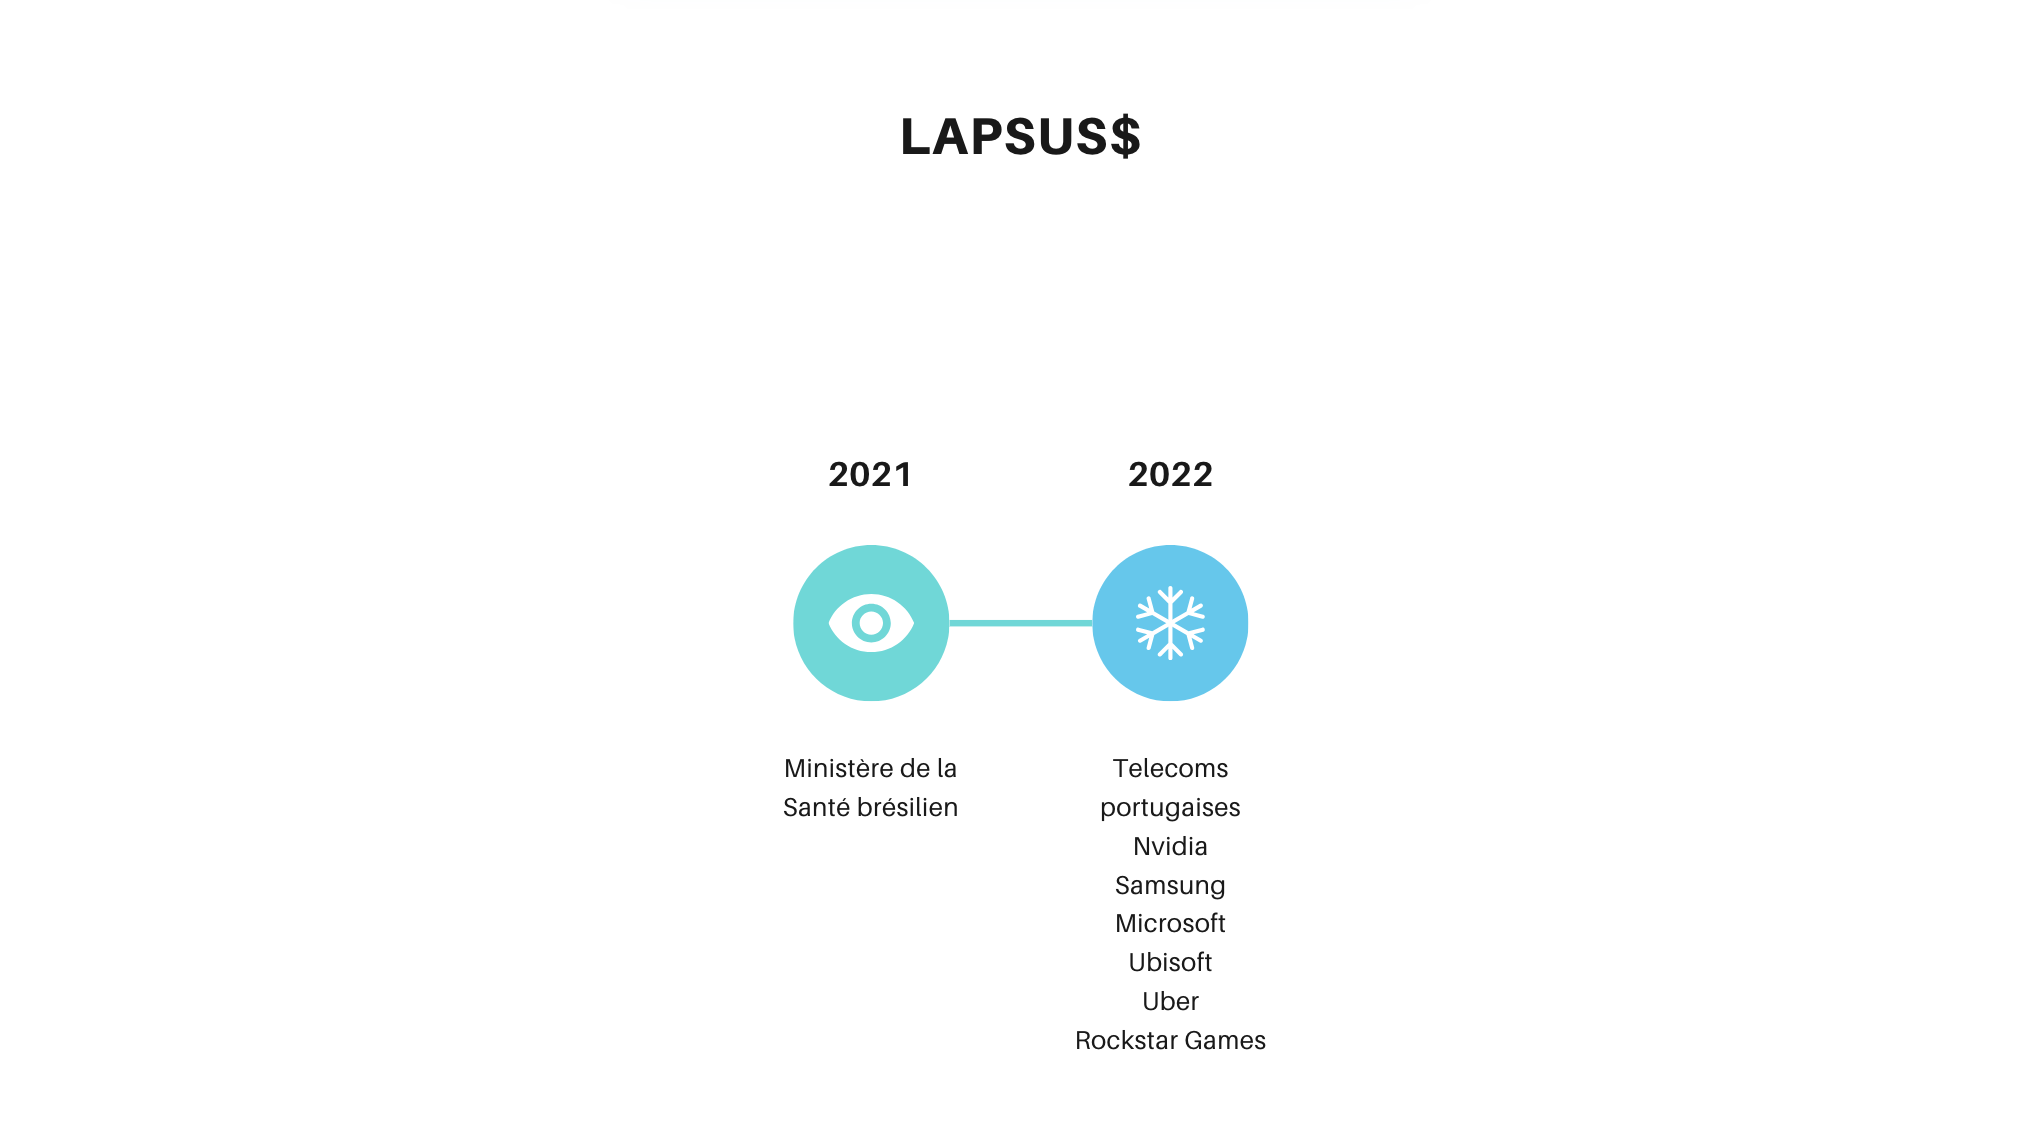 LAPSUS$
2021
2022
Ministère de la
Santé brésilien
Telecoms
portugaises
Nvidia
Samsung
Microsoft
Ubisoft
Uber
Rockstar Games